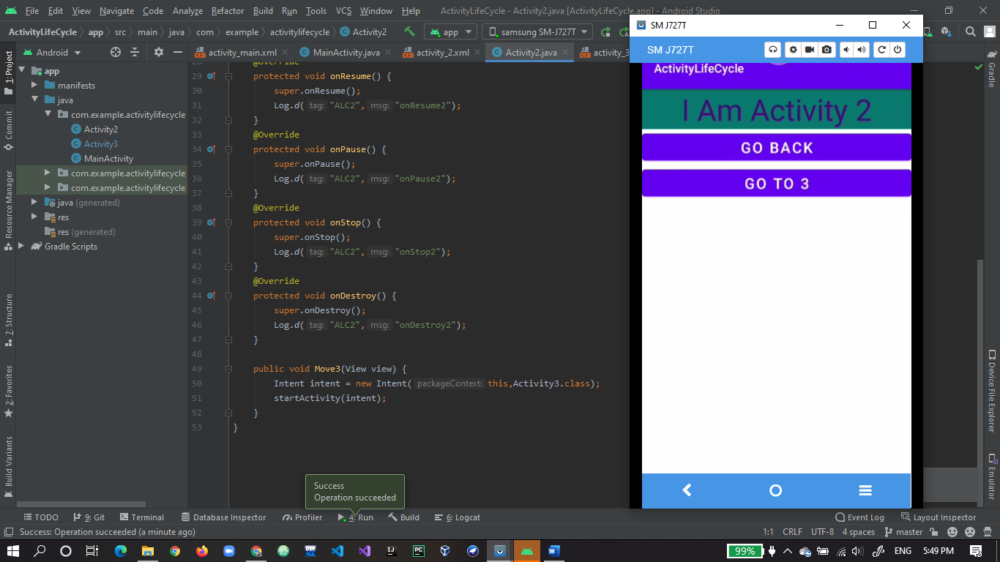 File Edit View Navigate Code Analyze Refactor Build Run Tools VCS Window Help ActivityLifeCycle - Activity2.java [ActivityLifeCycle.app] - Android Studio
ActivityLifeCycle app src main java com example activitylifecycle Activity2 app samsung SM-J727T
Android
activity_main.xml MainActivity.java activity_2.xml Activity2.java activity_3
1: Project
Commit
Resource Manager
7: Structure
2: Favorites
Build Variants
app
manifests
java
com.example.activitylifecycle
Activity2
Activity3
MainActivity
com.example.activitylifecycle
com.example.activitylifecycle
java (generated)
res
res (generated)
Gradle Scripts
28 @Override
29 protected void onResume() {
30 super.onResume();
31 Log.d( tag: "ALC2", msg: "onResume2");
32 }
33 @Override
34 protected void onPause() {
35 super.onPause();
36 Log.d( tag: "ALC2", msg: "onPause2");
37 }
38 @Override
39 protected void onStop() {
40 super.onStop();
41 Log.d( tag: "ALC2", msg: "onStop2");
42 }
43 @Override
44 protected void onDestroy() {
45 super.onDestroy();
46 Log.d( tag: "ALC2", msg: "onDestroy2");
47 }
48
49 public void Move3(View view) {
50 Intent intent = new Intent( packageContext: this,Activity3.class);
51 startActivity(intent);
52 }
53 }
SM J727T
SM J727T
ActivityLifeCycle
I Am Activity 2
GO BACK
GO TO 3
Gradle
Device File Explorer
Emulator
Success
Operation succeeded
TODO 9: Git Terminal Database Inspector Profiler 4: Run Build 6: Logcat Event Log Layout Inspector
Success: Operation succeeded (a minute ago) 1:1 CRLF UTF-8 4 spaces master
99% ENG 5:49 PM